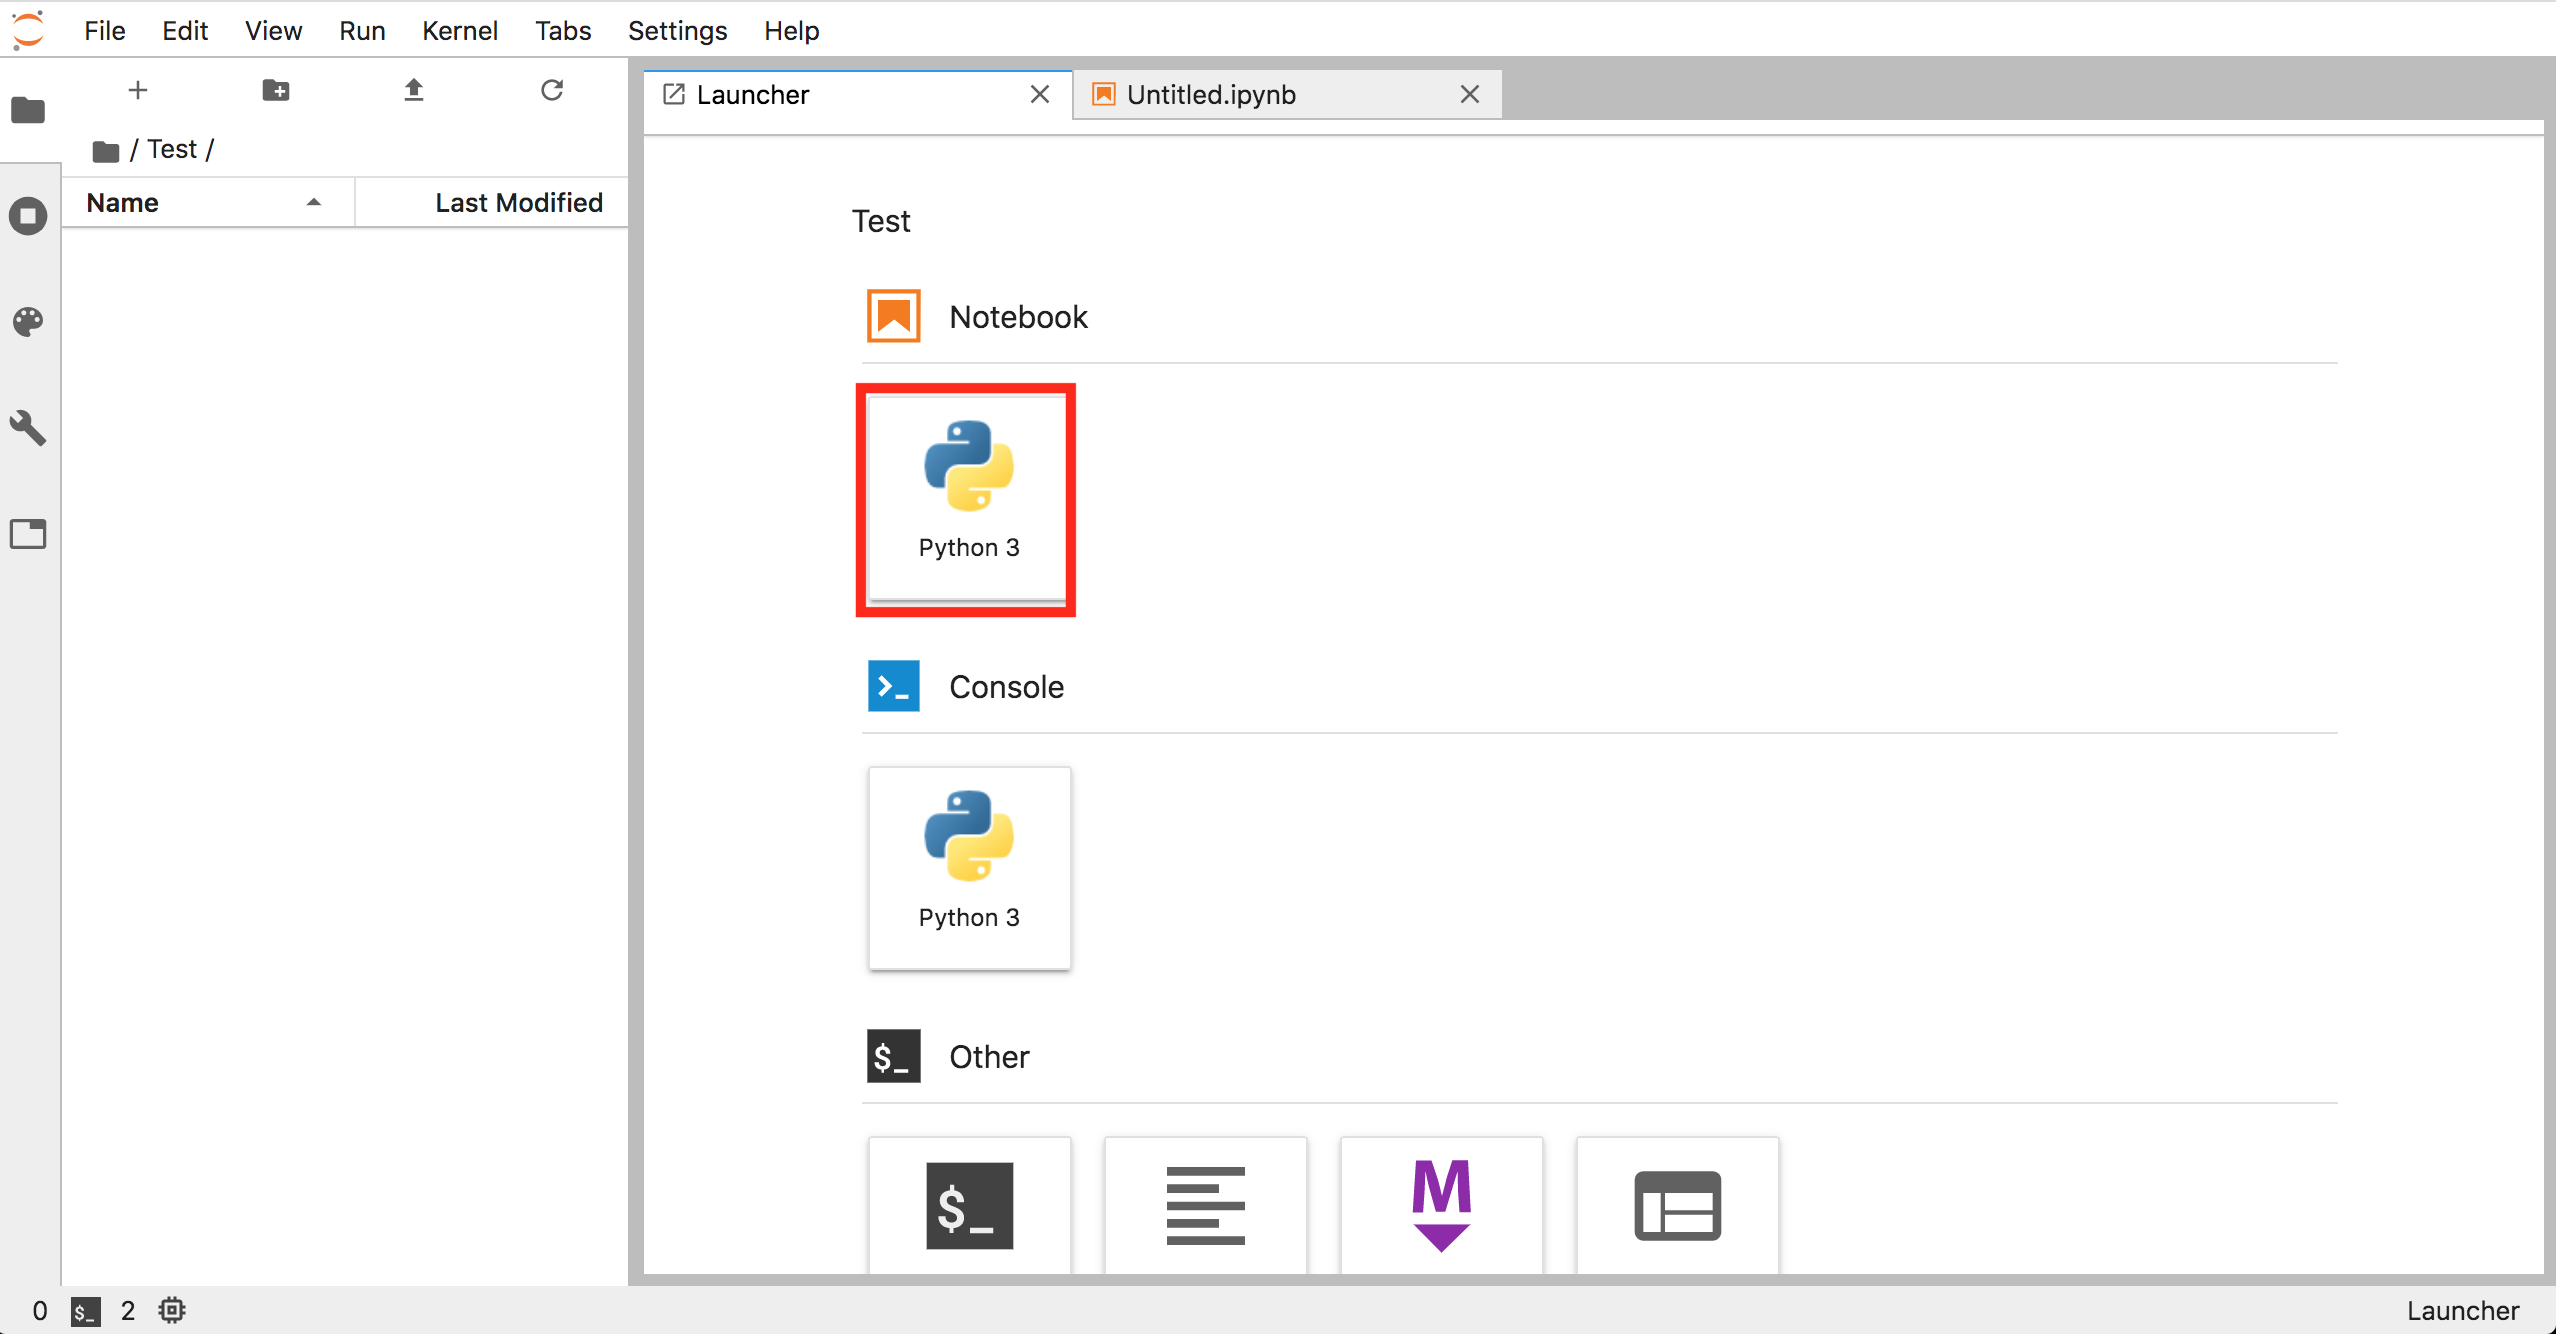 File Edit View Run Kernel Tabs Settings Help
Launcher
Untitled.ipynb
/ Test /
Name Last Modified
Test
Notebook
Python 3
Console
Python 3
$_ Other
$_ M
0 $_ 2 Launcher